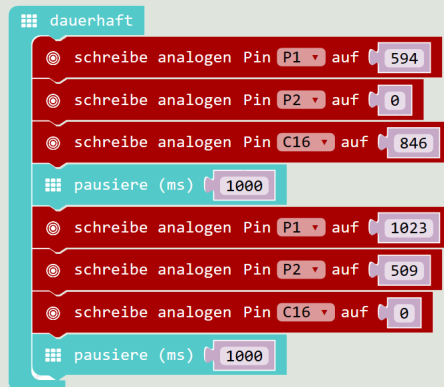 dauerhaft
schreibe analogen Pin P1 auf 594
schreibe analogen Pin P2 auf 0
schreibe analogen Pin C16 auf 846
pausiere (ms) 1000
schreibe analogen Pin P1 auf 1023
schreibe analogen Pin P2 auf 509
schreibe analogen Pin C16 auf 0
pausiere (ms) 1000